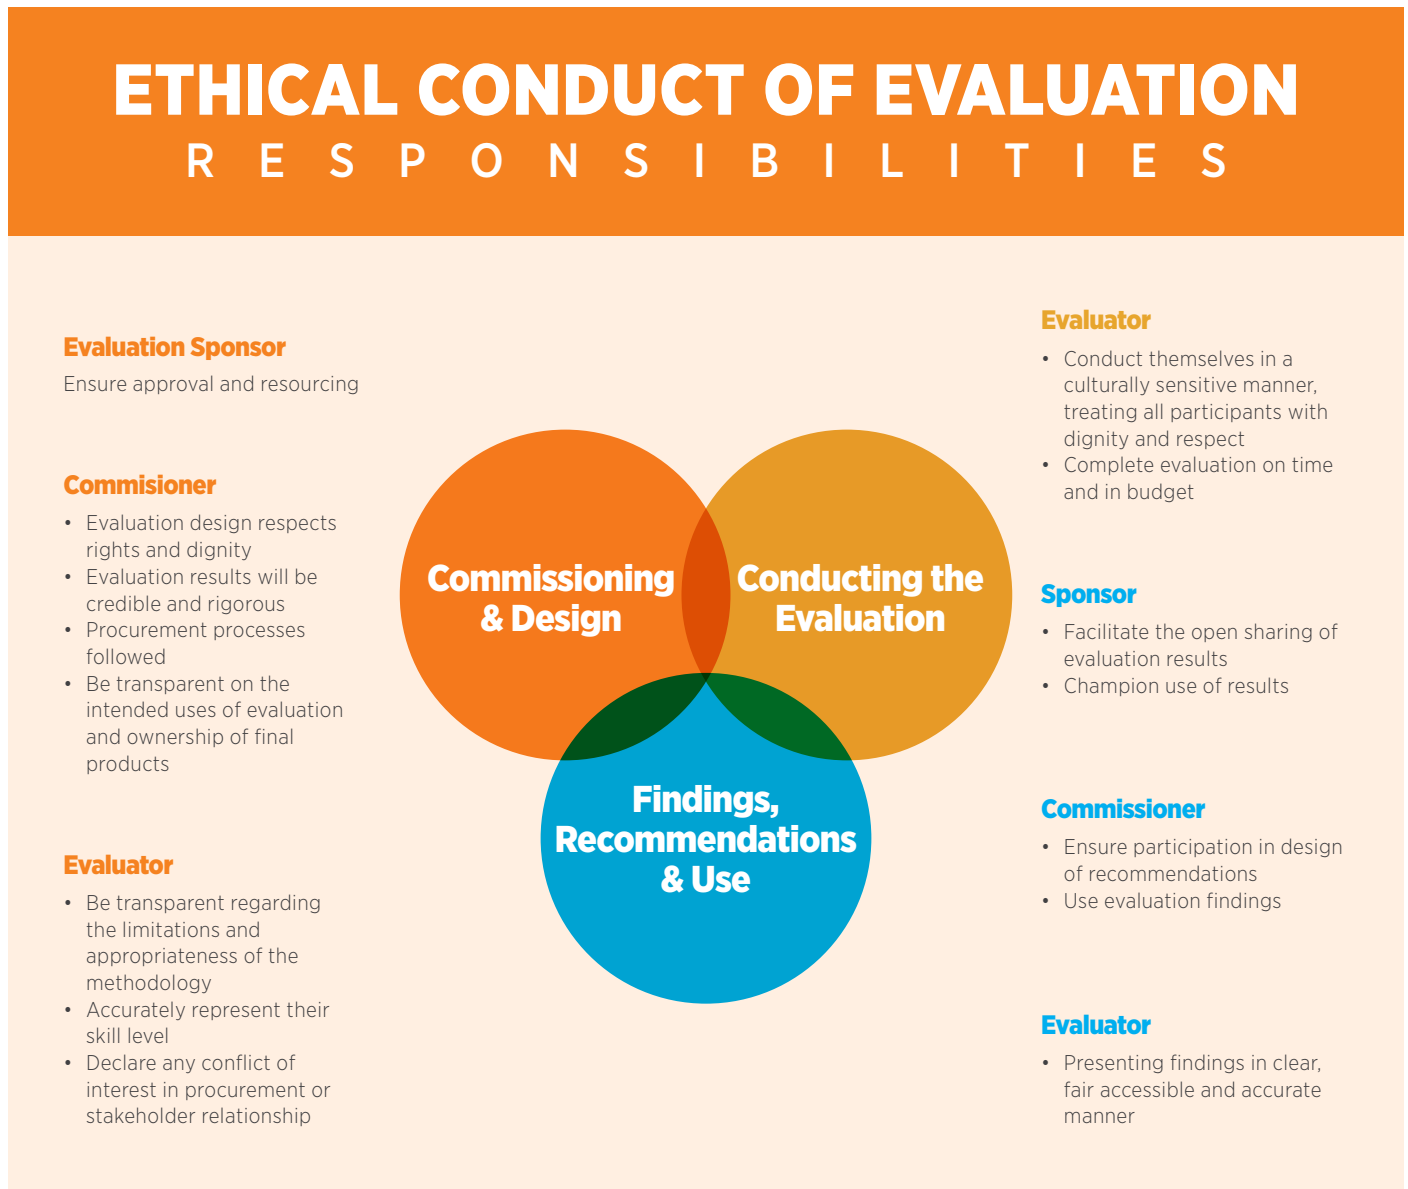 ETHICAL CONDUCT OF EVALUATION
RESPONSIBILITIES
Evaluation Sponsor
Ensure approval and resourcing
Commisioner
• Evaluation design respects
rights and dignity
• Evaluation results will be
credible and rigorous
• Procurement processes
followed
• Be transparent on the
intended uses of evaluation
and ownership of final
products
Evaluator
• Be transparent regarding
the limitations and
appropriateness of the
methodology
• Accurately represent their
skill level
• Declare any conflict of
interest in procurement or
stakeholder relationship
Commissioning
& Design
Conducting the
Evaluation
Findings,
Recommendations
& Use
Evaluator
• Conduct themselves in a
culturally sensitive manner,
treating all participants with
dignity and respect
• Complete evaluation on time
and in budget
Sponsor
• Facilitate the open sharing of
evaluation results
• Champion use of results
Commissioner
• Ensure participation in design
of recommendations
• Use evaluation findings
Evaluator
• Presenting findings in clear,
fair accessible and accurate
manner